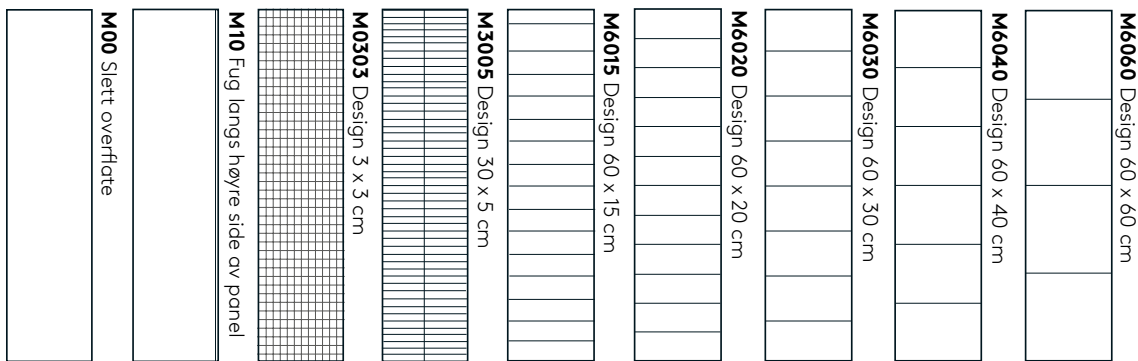 M00 Slett overflate
M10 Fug langs høyre side av panel
M0303 Design 3 x 3 cm
M3005 Design 30 x 5 cm
M6015 Design 60 x 15 cm
M6020 Design 60 x 20 cm
M6030 Design 60 x 30 cm
M6040 Design 60 x 40 cm
M6060 Design 60 x 60 cm